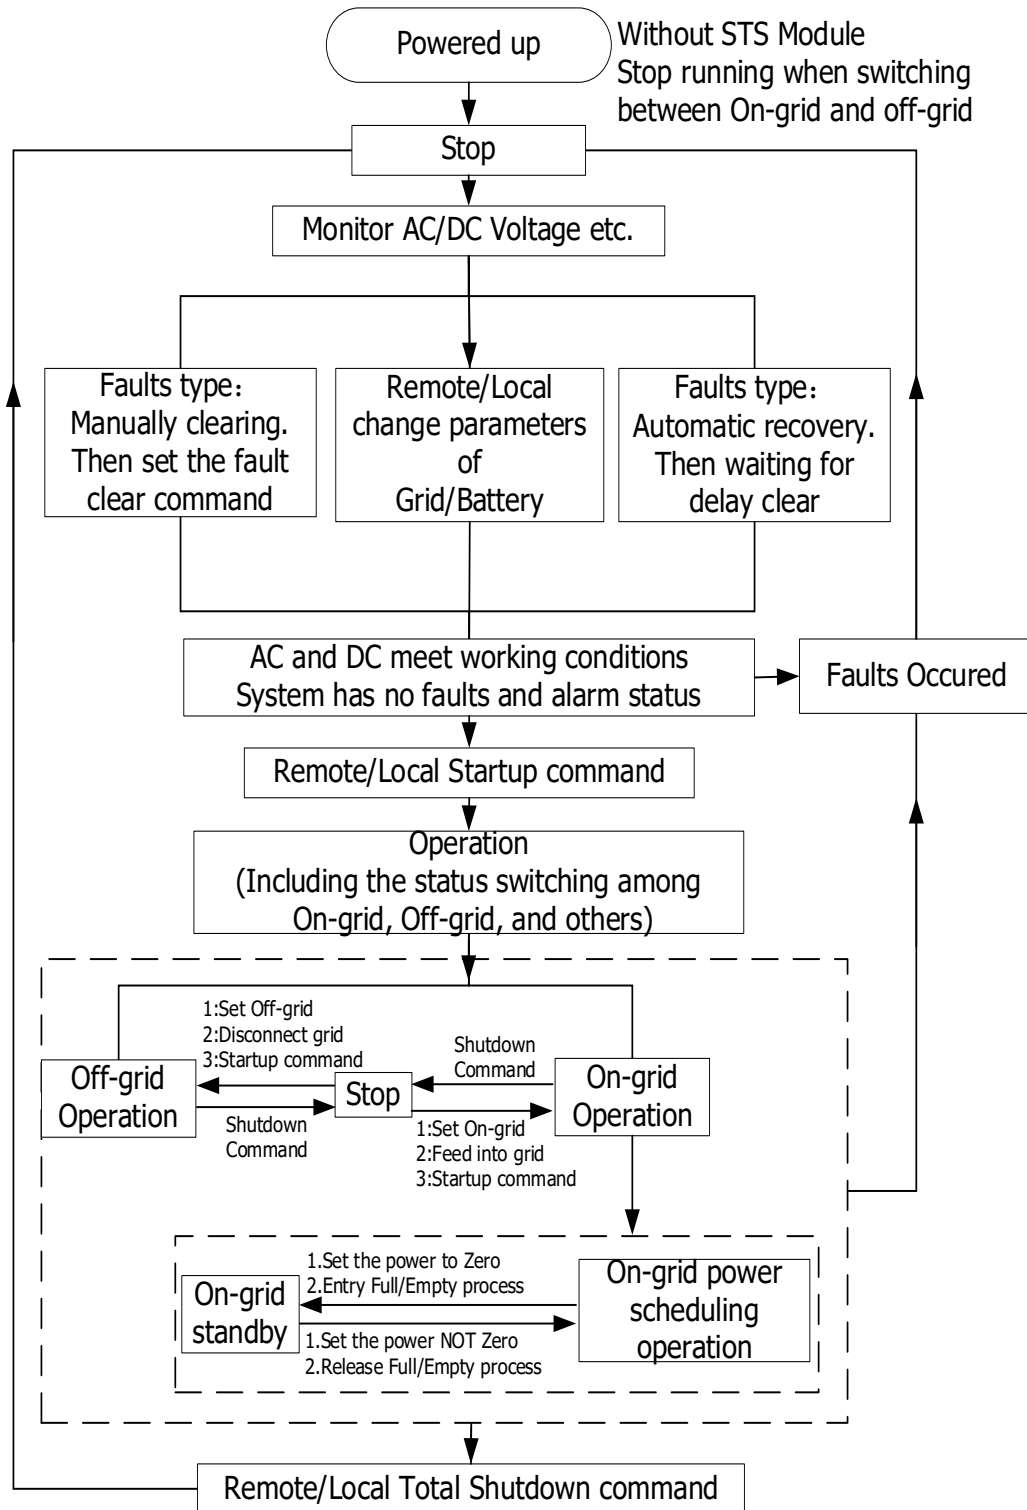 Powered up
Without STS Module
Stop running when switching
between On-grid and off-grid
Stop
Monitor AC/DC Voltage etc.
Faults type：
Manually clearing.
Then set the fault
clear command
Remote/Local
change parameters
of
Grid/Battery
Faults type：
Automatic recovery.
Then waiting for
delay clear
AC and DC meet working conditions
System has no faults and alarm status
Faults Occured
Remote/Local Startup command
Operation
(Including the status switching among
On-grid, Off-grid, and others)
1:Set Off-grid
2:Disconnect grid
3:Startup command
Shutdown
Command
Off-grid
Operation
Stop
On-grid
Operation
Shutdown
Command
1:Set On-grid
2:Feed into grid
3:Startup command
1.Set the power to Zero
2.Entry Full/Empty process
On-grid
standby
On-grid power
scheduling
operation
1.Set the power NOT Zero
2.Release Full/Empty process
Remote/Local Total Shutdown command